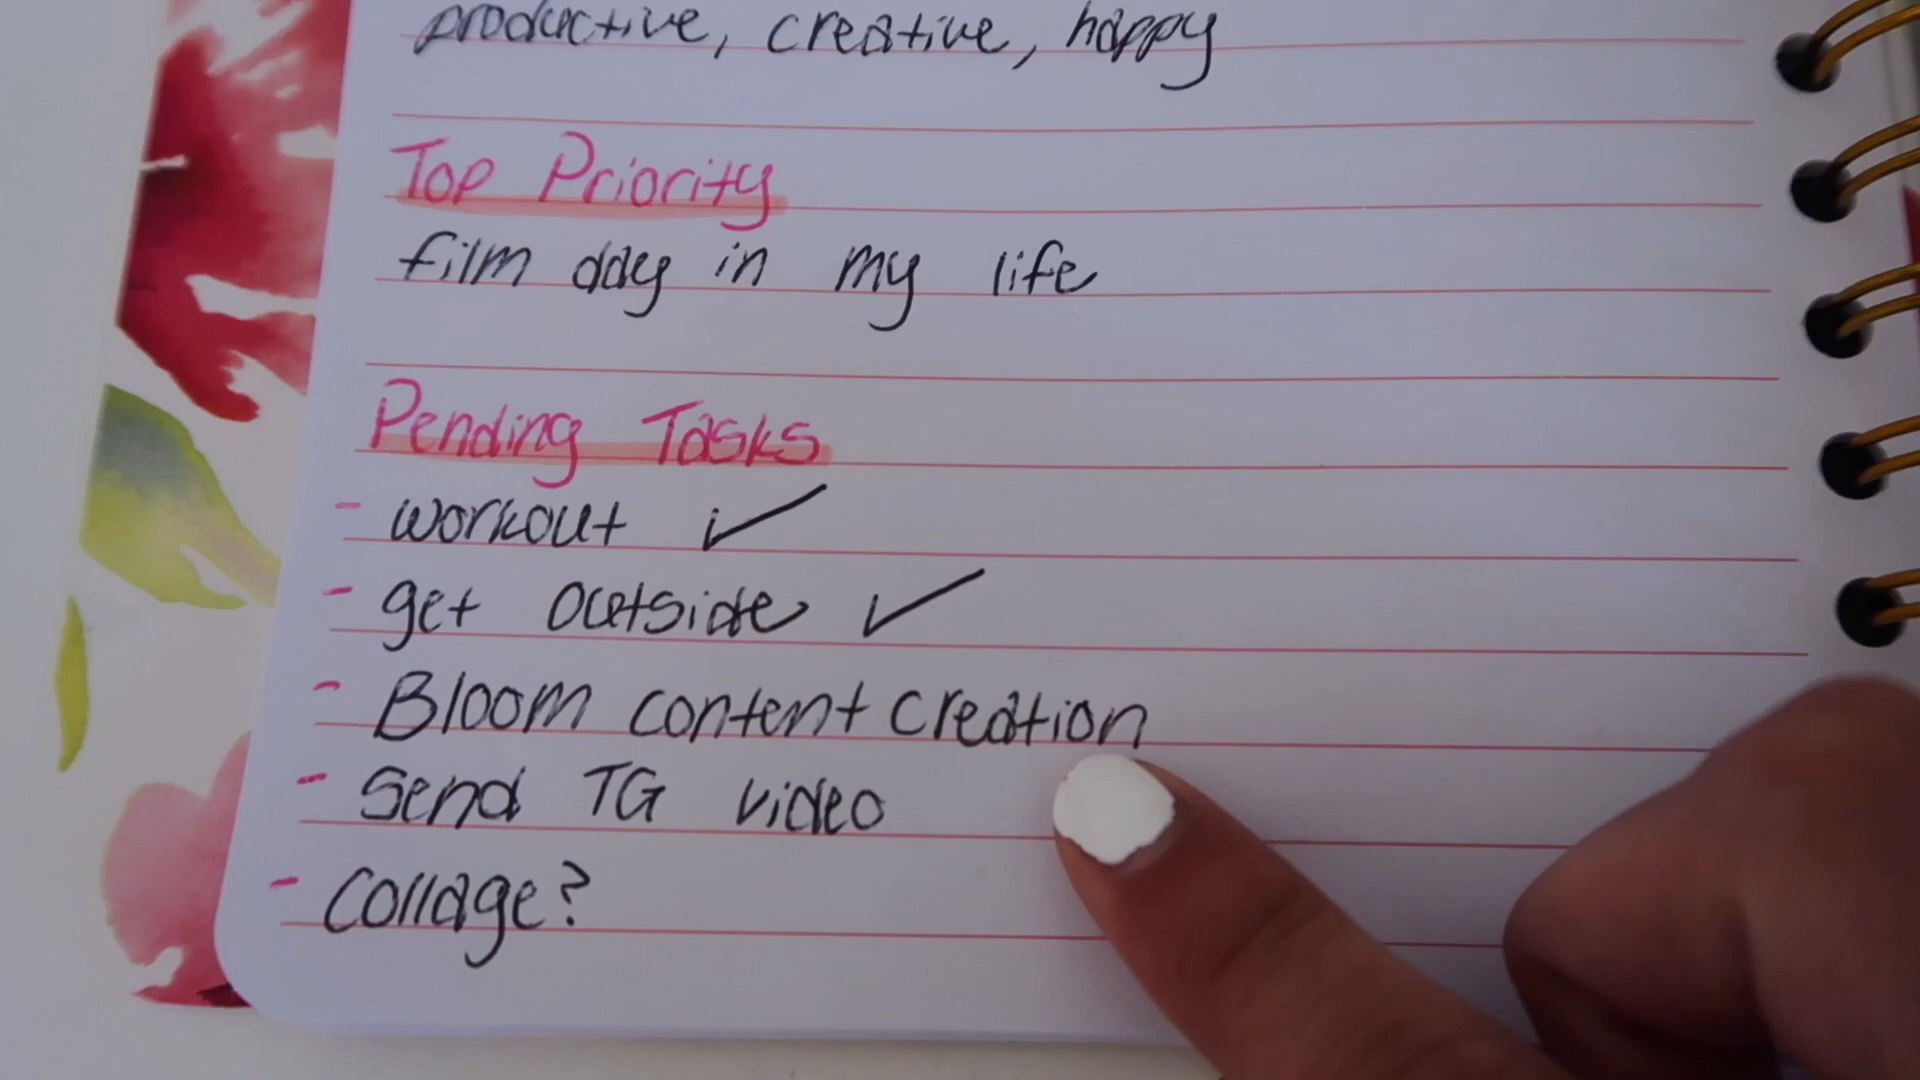 productive, creative, happy
Top Priority
film day in my life
Pending Tasks
- workout ✓
- get outside ✓
- Bloom content creation
- Send TG video
- Collage?